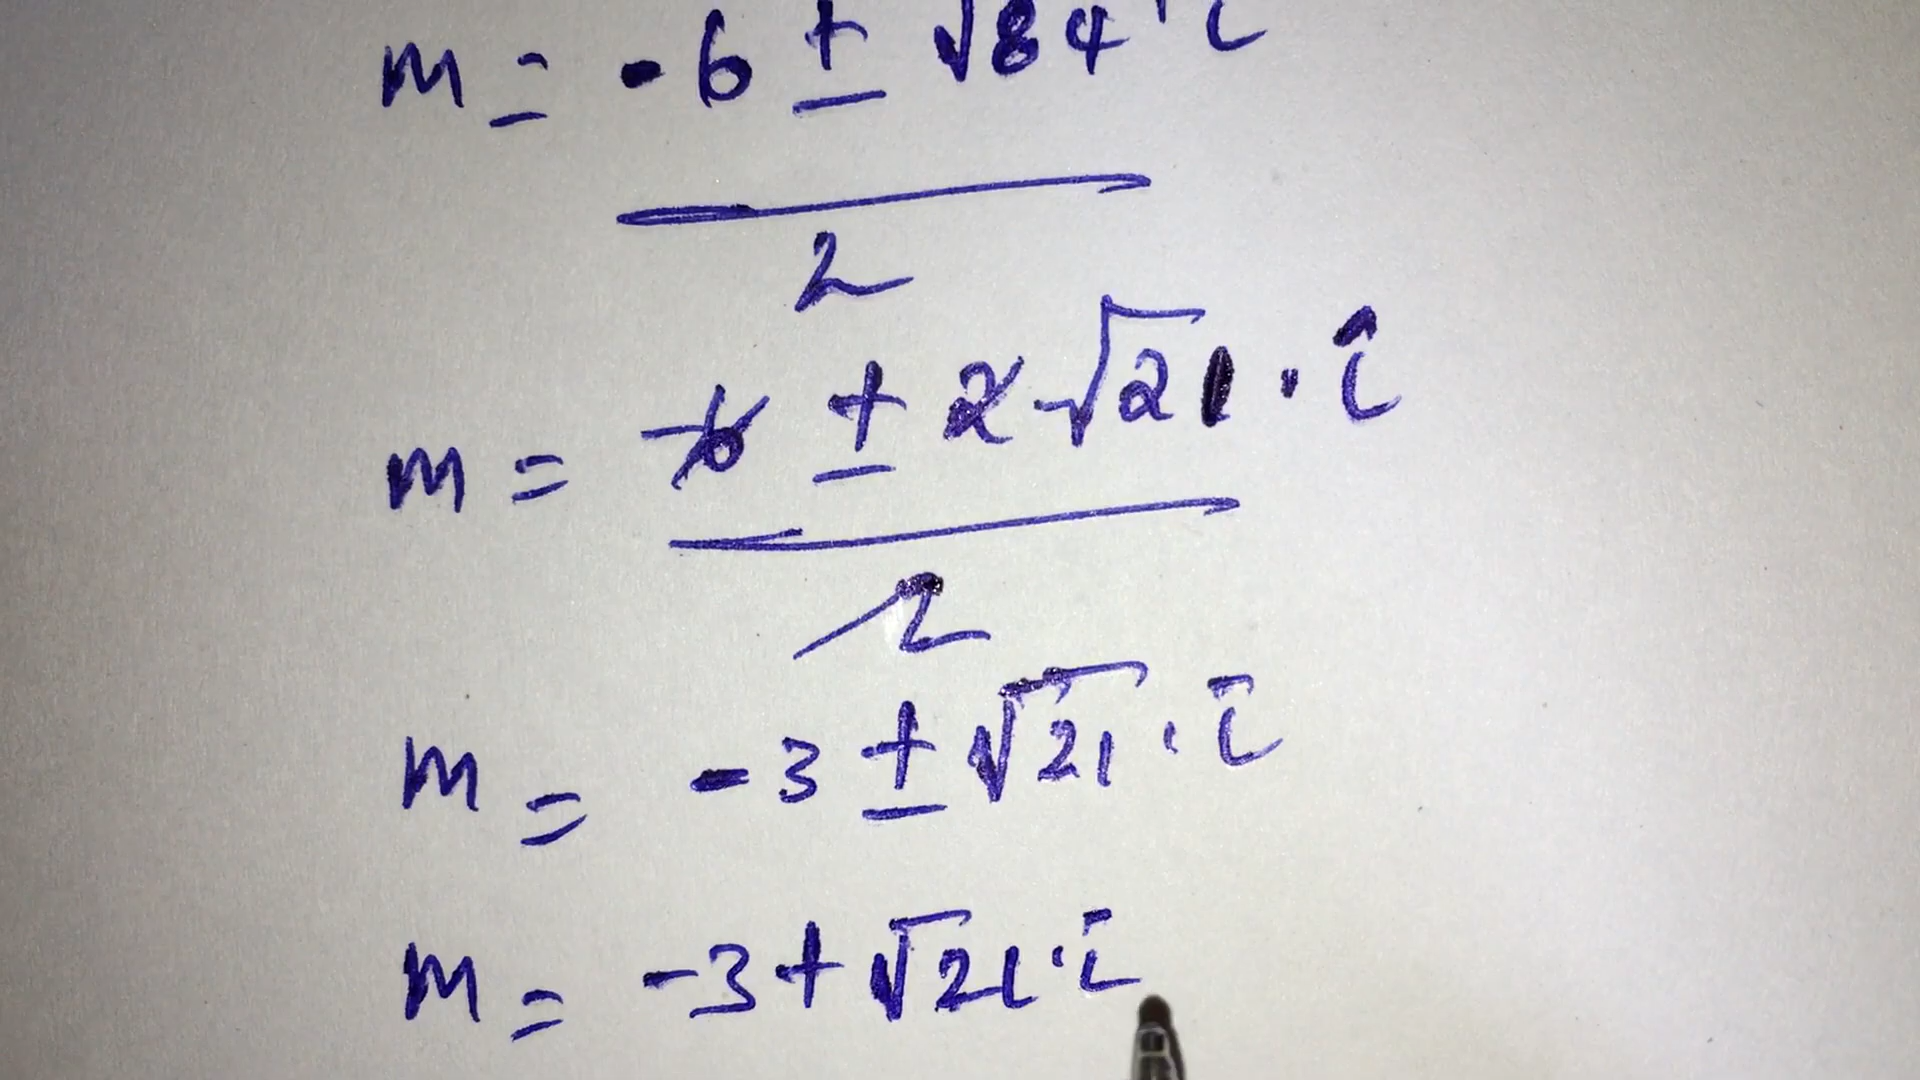 m = -6 ± √84 · i
2
m = -6 ± 2√21 · i
2
m = -3 ± √21 · i
m = -3 + √21 · i